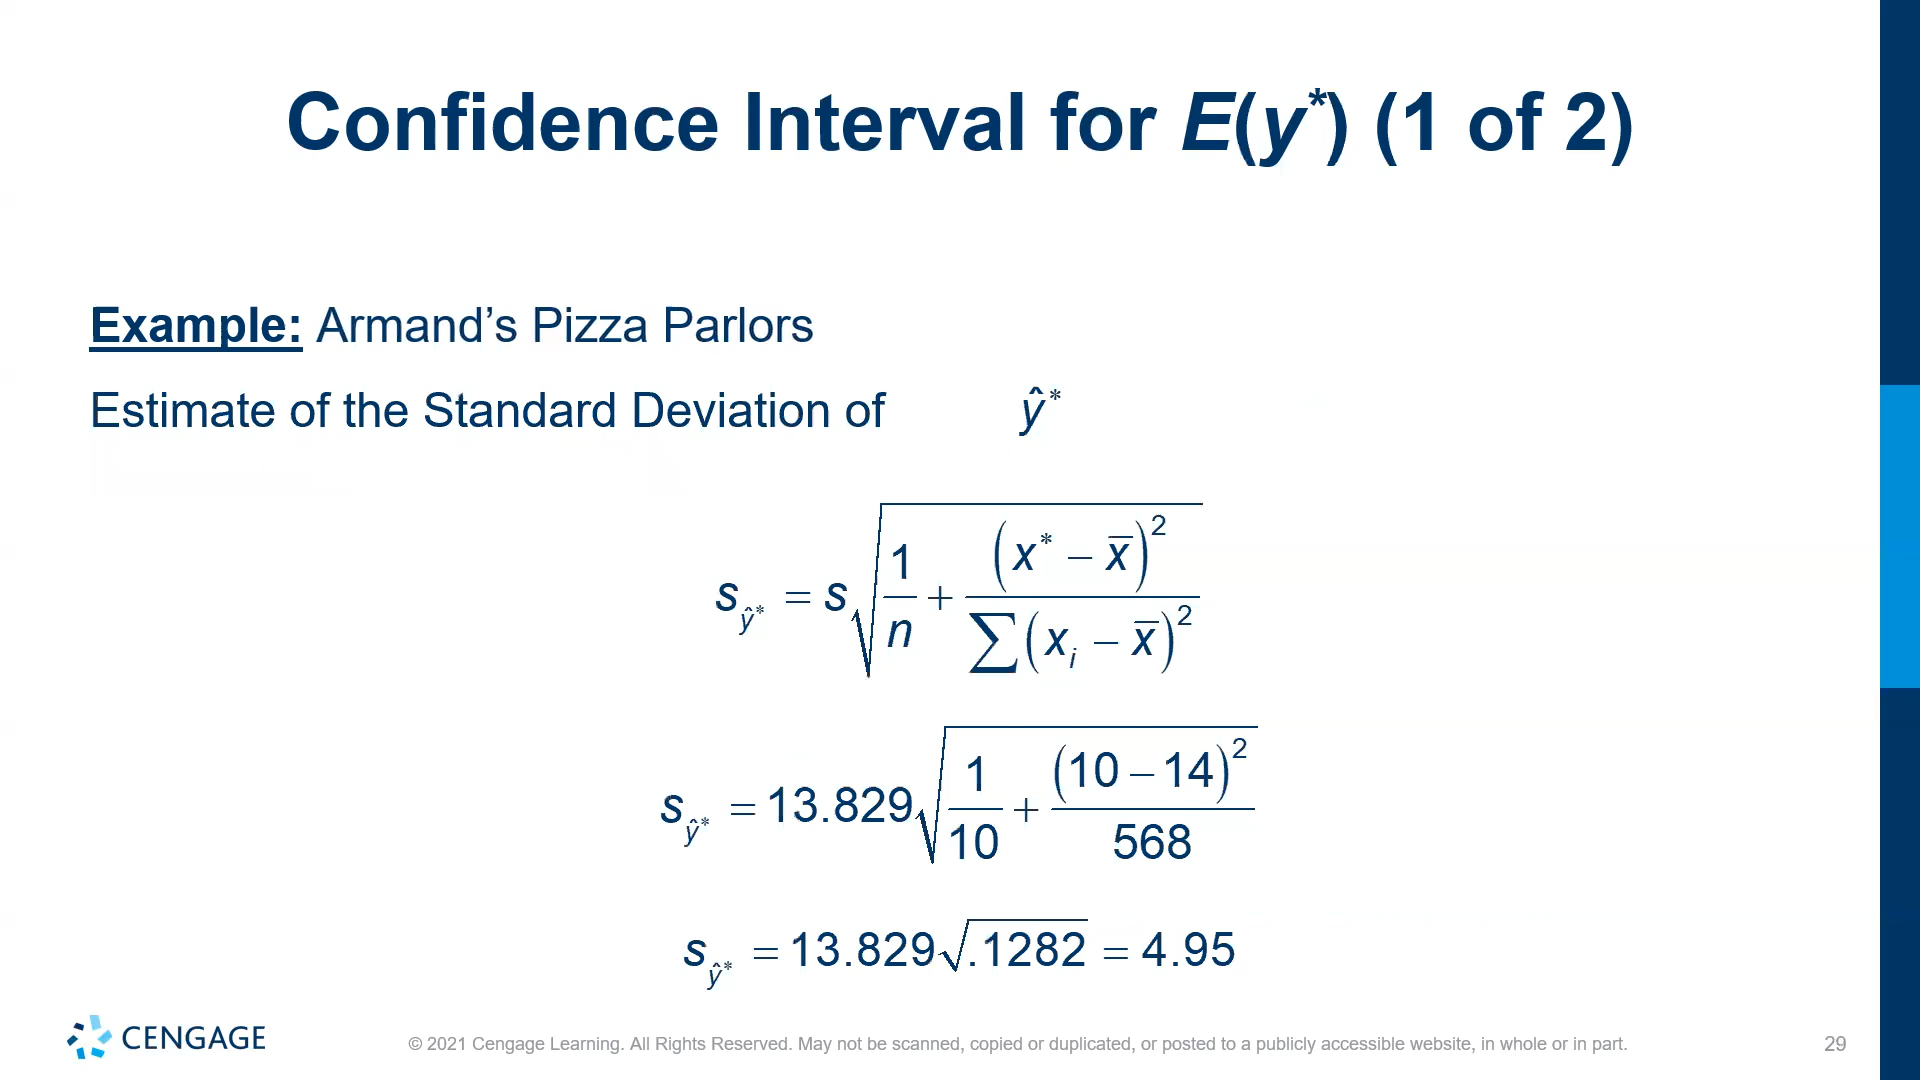 Confidence Interval for E(y*) (1 of 2)
Example: Armand’s Pizza Parlors
Estimate of the Standard Deviation of ŷ*
s_ŷ* = s√(1/n + (x* − x̄)²/∑(xᵢ − x̄)²)
s_ŷ* = 13.829√(1/10 + (10 − 14)²/568)
s_ŷ* = 13.829√.1282 = 4.95
CENGAGE
© 2021 Cengage Learning. All Rights Reserved. May not be scanned, copied or duplicated, or posted to a publicly accessible website, in whole or in part.
29